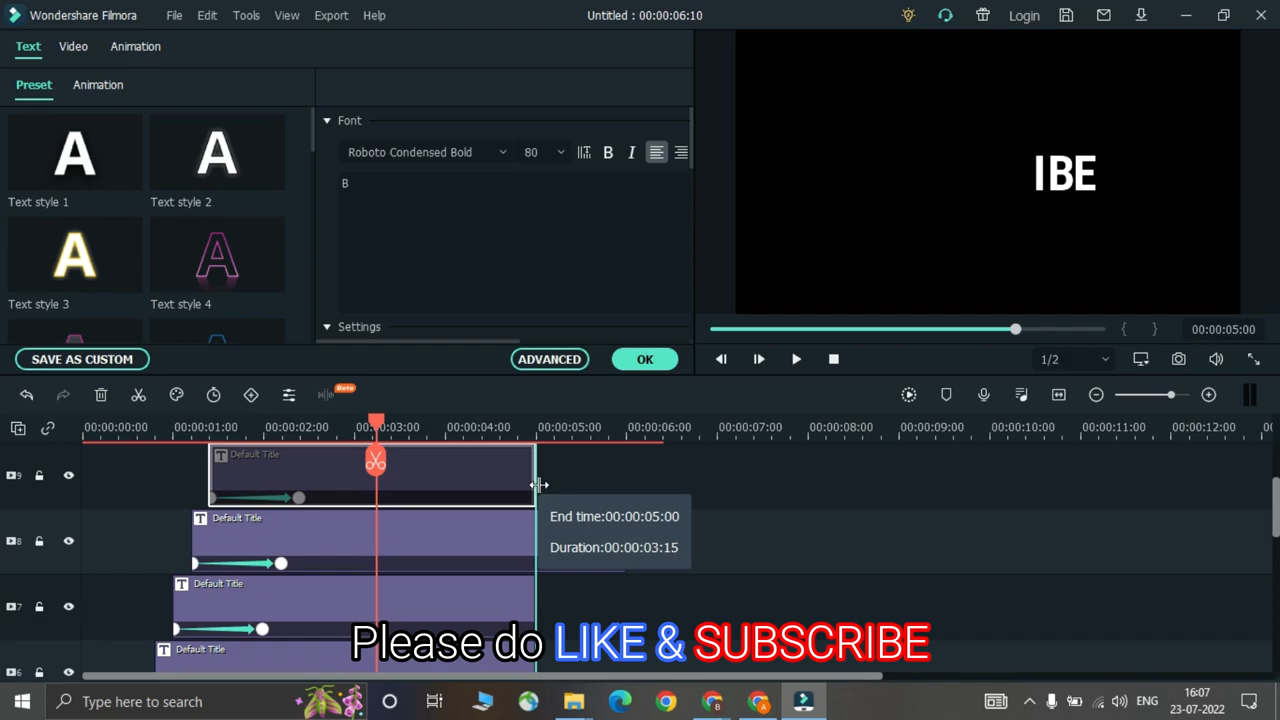 Wondershare Filmora File Edit Tools View Export Help Untitled : 00:00:06:10 Login
Text Video Animation
Preset Animation
A A
Text style 1 Text style 2
A A
Text style 3 Text style 4
Font
Roboto Condensed Bold 80 B I
B
Settings
SAVE AS CUSTOM ADVANCED OK
IBE
{ } 00:00:05:00
1/2
Beta
00:00:00:00 00:00:01:00 00:00:02:00 00:00:03:00 00:00:04:00 00:00:05:00 00:00:06:00 00:00:07:00 00:00:08:00 00:00:09:00 00:00:10:00 00:00:11:00 00:00:12:00
9 T Default Title
End time:00:00:05:00
Duration:00:00:03:15
8 T Default Title
7 T Default Title
6 T Default Title
Please do LIKE & SUBSCRIBE
Type here to search
ENG 16:07
23-07-2022